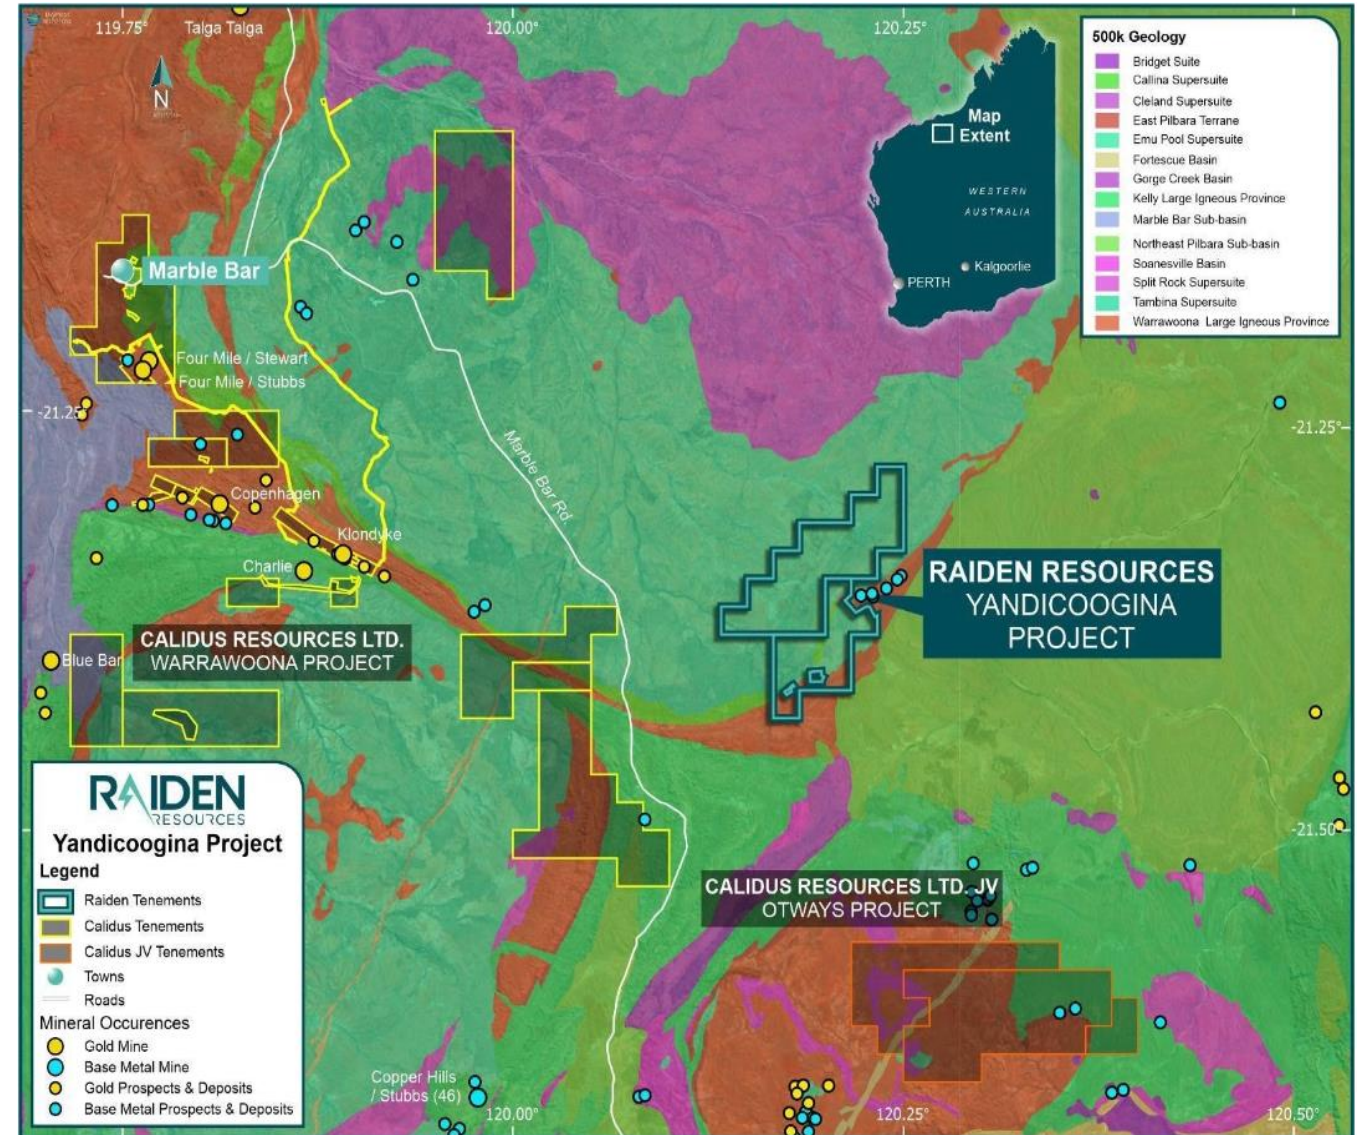 119.75°
Talga Talga
120.00°
120.25°
N
500k Geology
Bridget Suite
Callina Supersuite
Cleland Supersuite
East Pilbara Terrane
Emu Pool Supersuite
Fortescue Basin
Gorge Creek Basin
Kelly Large Igneous Province
Marble Bar Sub-basin
Northeast Pilbara Sub-basin
Soanesville Basin
Split Rock Supersuite
Tambina Supersuite
Warrawoona Large Igneous Province
Map
Extent
WESTERN
AUSTRALIA
Kalgoorlie
PERTH
Marble Bar
Four Mile / Stewart
Four Mile / Stubbs
-21.25°
-21.25°
Marble Bar Rd
Copenhagen
Klondyke
Charlie
RAIDEN RESOURCES
YANDICOOGINA
PROJECT
CALIDUS RESOURCES LTD.
WARRAWOONA PROJECT
Blue Bar
RAIDEN
RESOURCES
Yandicoogina Project
Legend
Raiden Tenements
Calidus Tenements
Calidus JV Tenements
Towns
Roads
Mineral Occurences
Gold Mine
Base Metal Mine
Gold Prospects & Deposits
Base Metal Prospects & Deposits
-21.50°
CALIDUS RESOURCES LTD. JV
OTWAYS PROJECT
Copper Hills
/ Stubbs (46)
120.00°
120.25°
120.50°